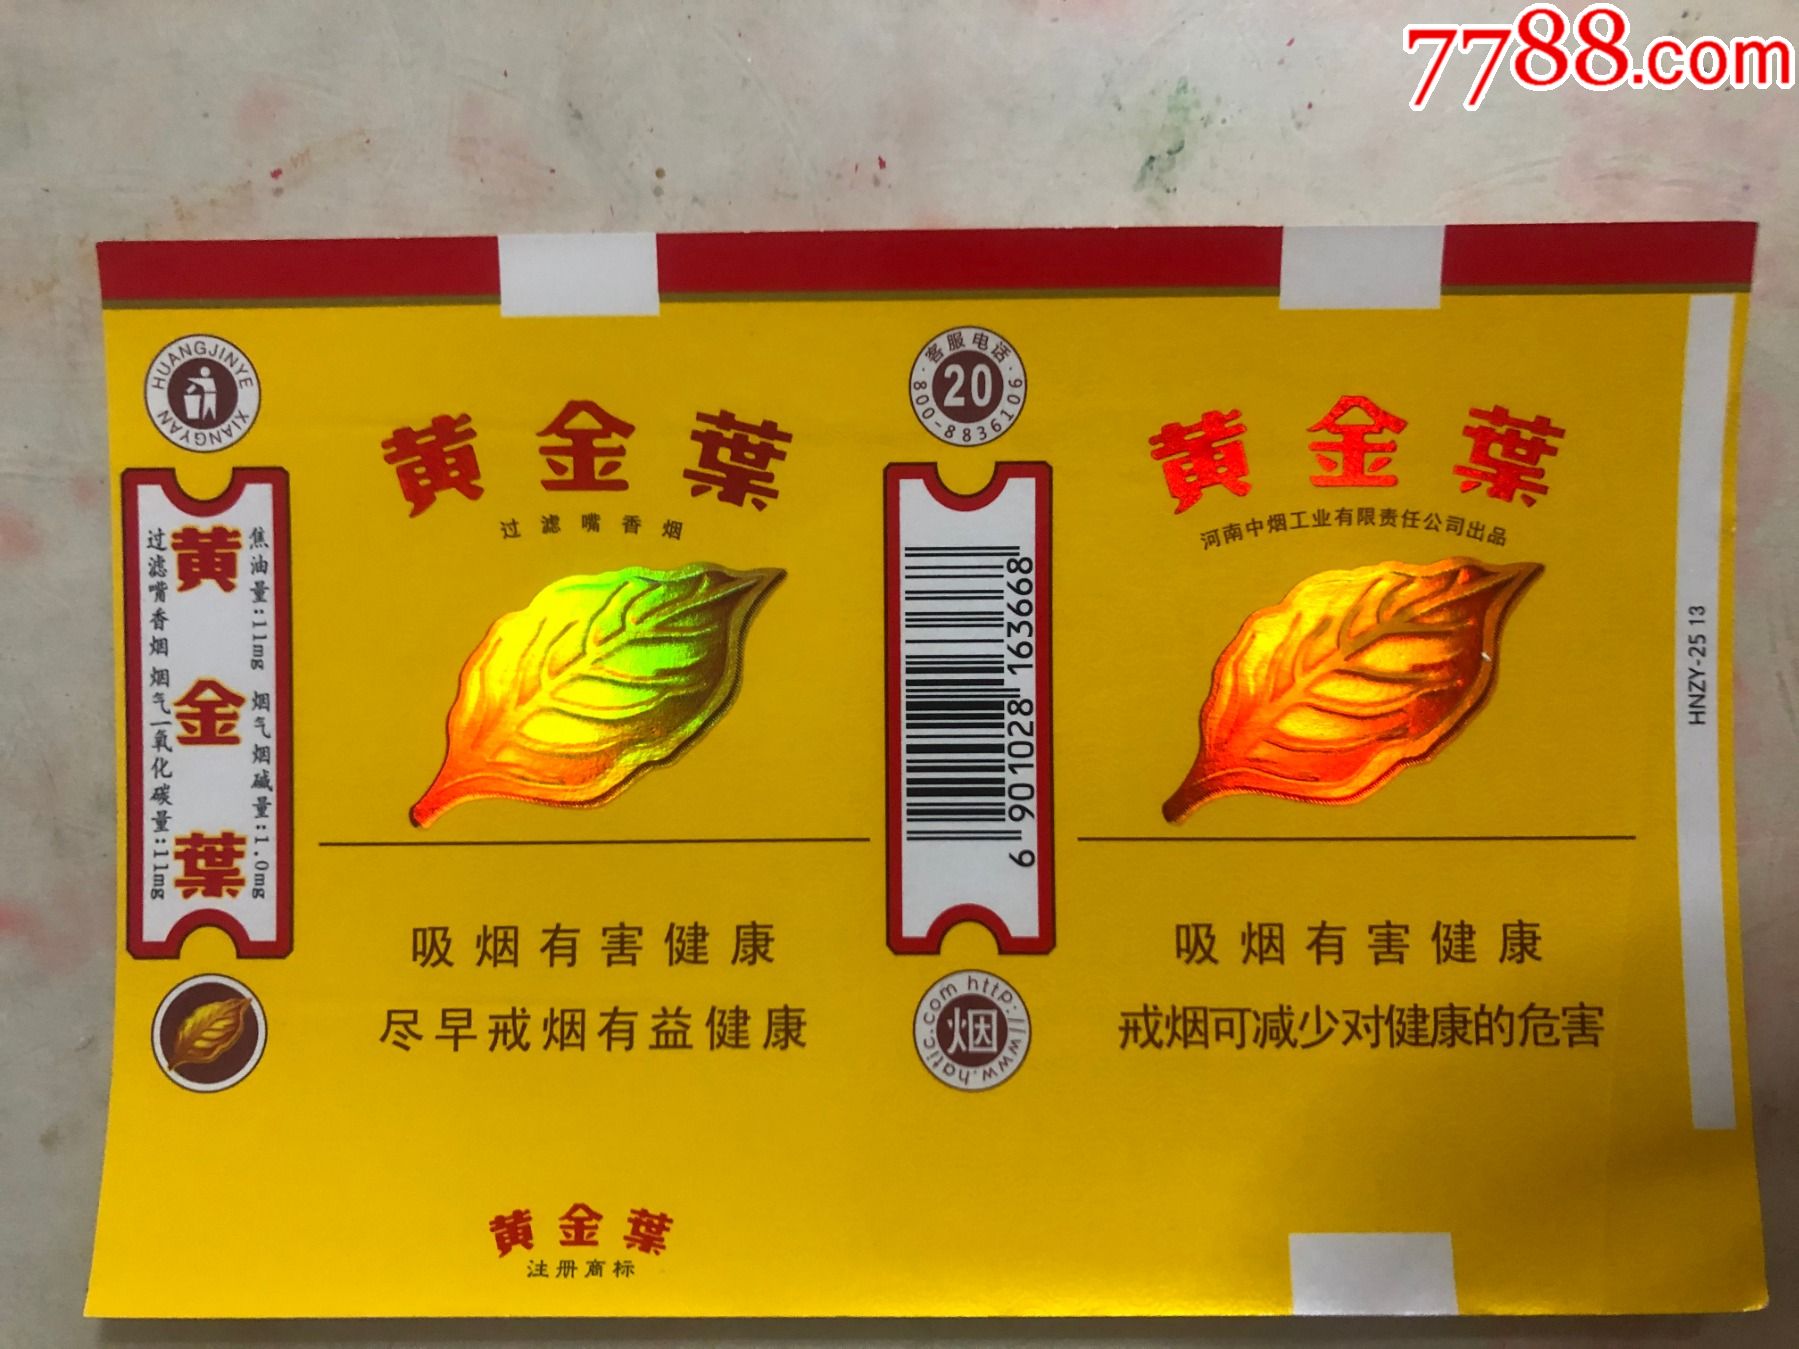 7788.com
HUANGJINYE XIANGYAN
黄金葉
过滤嘴香烟
黄金葉
焦油量:11mg 烟气烟碱量:1.0mg
过滤嘴香烟 烟气一氧化碳量:11mg
吸烟有害健康
尽早戒烟有益健康
黄金葉
注册商标
·客服电话·
800-8836106
20
6 901028 163668
烟
http://www.hatic.com
黄金葉
河南中烟工业有限责任公司出品
吸烟有害健康
戒烟可减少对健康的危害
HNZY-25 13